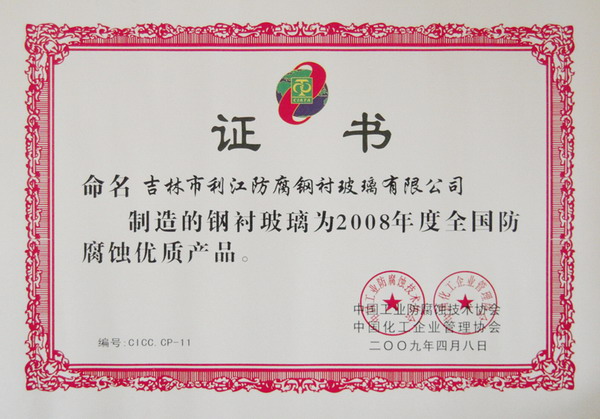 证 书
命名 吉林市利江防腐钢衬玻璃有限公司
制造的钢衬玻璃为2008年度全国防
腐蚀优质产品。
中国工业防腐蚀技术协会
中国化工企业管理协会
二〇〇九年四月八日
编号:CICC.CP-11